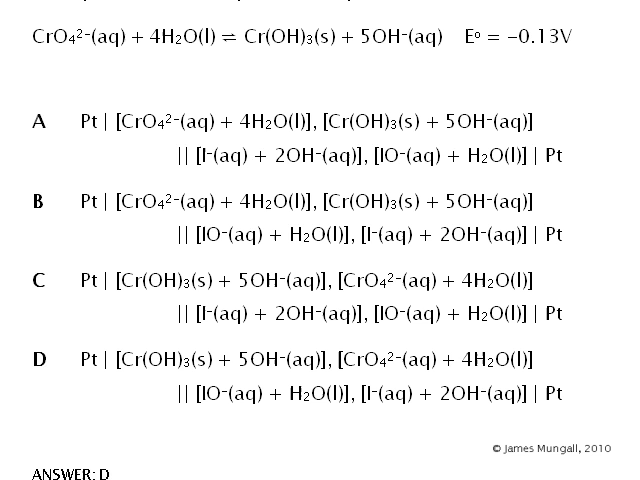 CrO₄²⁻(aq) + 4H₂O(l) ⇌ Cr(OH)₃(s) + 5OH⁻(aq) Eº = −0.13V
A Pt | [CrO₄²⁻(aq) + 4H₂O(l)], [Cr(OH)₃(s) + 5OH⁻(aq)]
|| [I⁻(aq) + 2OH⁻(aq)], [IO⁻(aq) + H₂O(l)] | Pt
B Pt | [CrO₄²⁻(aq) + 4H₂O(l)], [Cr(OH)₃(s) + 5OH⁻(aq)]
|| [IO⁻(aq) + H₂O(l)], [I⁻(aq) + 2OH⁻(aq)] | Pt
C Pt | [Cr(OH)₃(s) + 5OH⁻(aq)], [CrO₄²⁻(aq) + 4H₂O(l)]
|| [I⁻(aq) + 2OH⁻(aq)], [IO⁻(aq) + H₂O(l)] | Pt
D Pt | [Cr(OH)₃(s) + 5OH⁻(aq)], [CrO₄²⁻(aq) + 4H₂O(l)]
|| [IO⁻(aq) + H₂O(l)], [I⁻(aq) + 2OH⁻(aq)] | Pt
© James Mungall, 2010
ANSWER: D